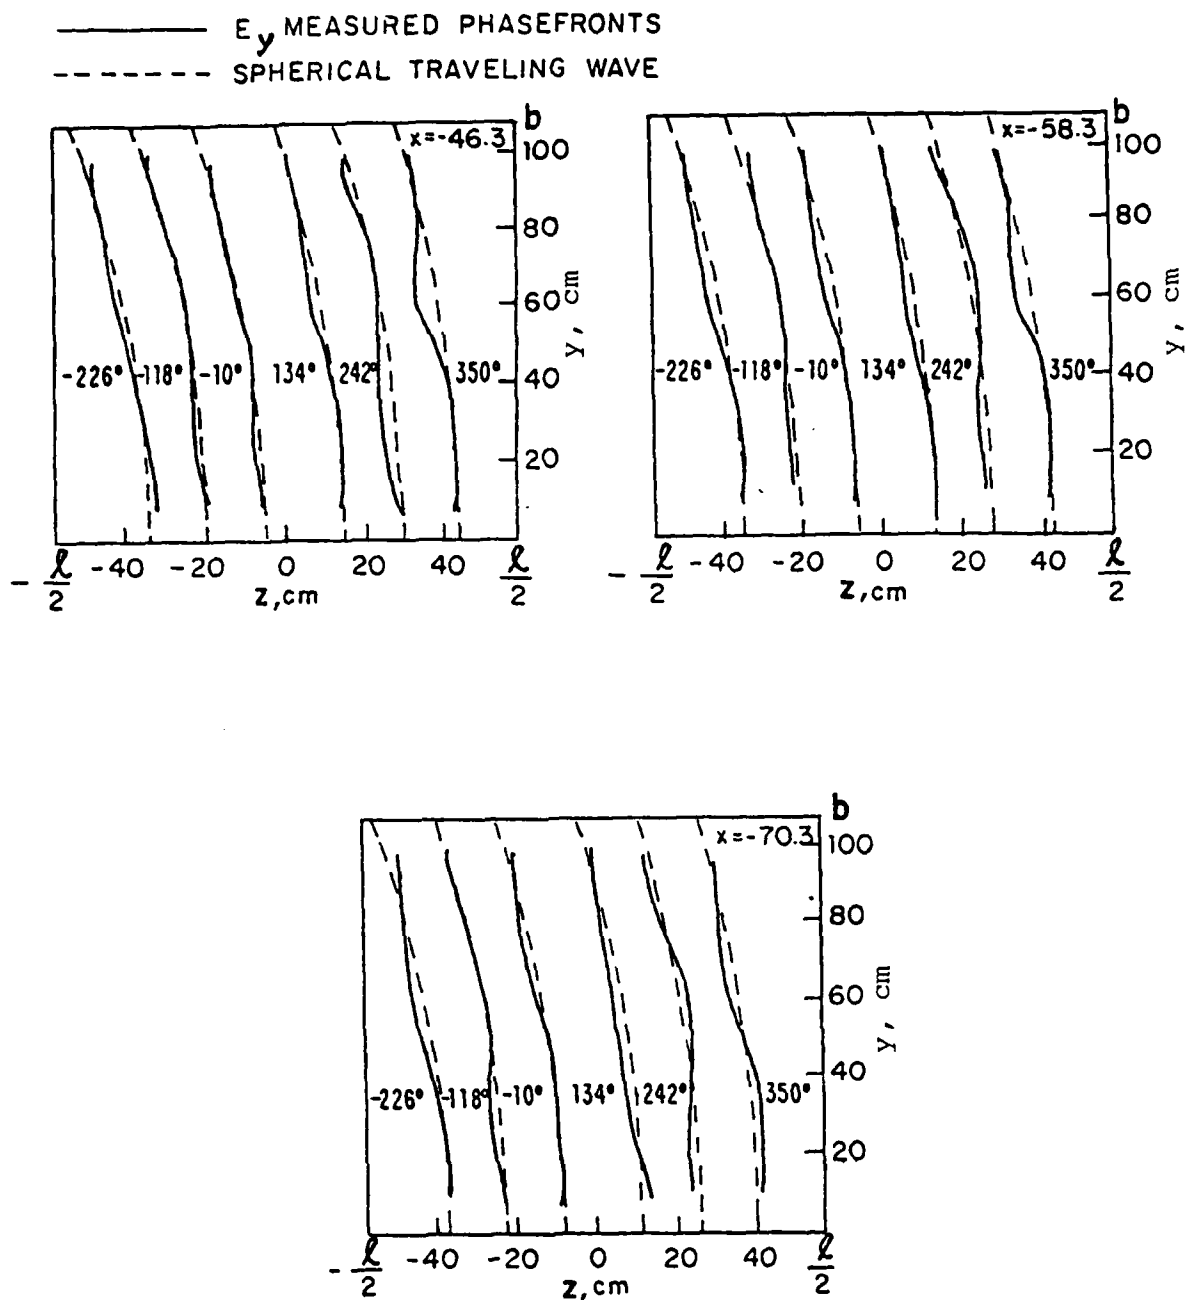 E_y MEASURED PHASEFRONTS
SPHERICAL TRAVELING WAVE
b
x=-46.3
100
80
60
40
20
y, cm
-226° -118° -10° 134° 242° 350°
-ℓ/2 -40 -20 0 20 40 ℓ/2
z,cm
b
x=-58.3
100
80
60
40
20
y, cm
-226° -118° -10° 134° 242° 350°
-ℓ/2 -40 -20 0 20 40 ℓ/2
z,cm
b
x=-70.3
100
80
60
40
20
y, cm
-226° -118° -10° 134° 242° 350°
-ℓ/2 -40 -20 0 20 40 ℓ/2
z,cm